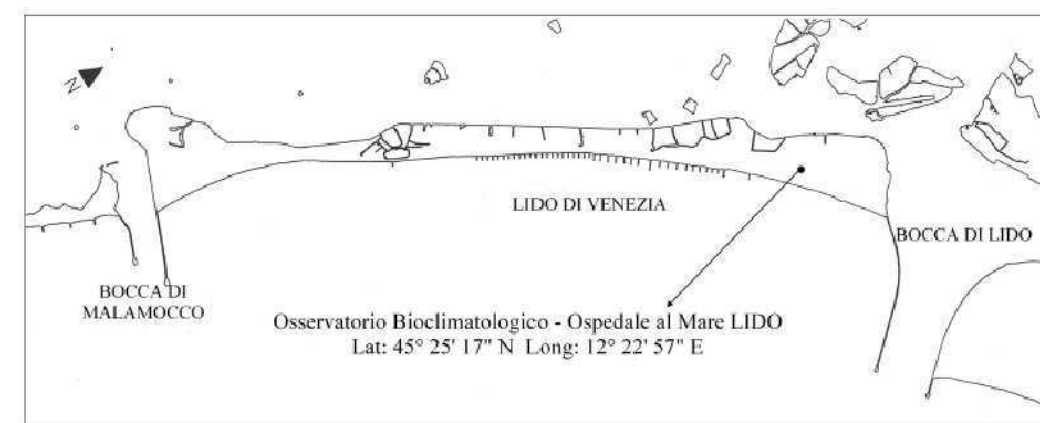 N
LIDO DI VENEZIA
BOCCA DI LIDO
BOCCA DI
MALAMOCCO
Osservatorio Bioclimatologico - Ospedale al Mare LIDO
Lat: 45° 25' 17" N Long: 12° 22' 57" E